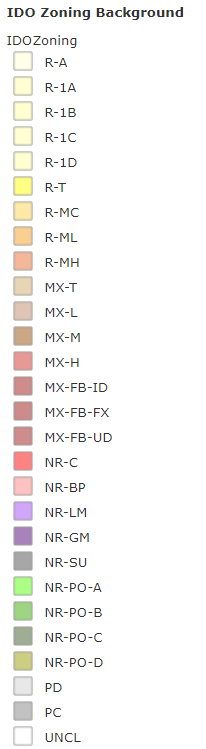 IDO Zoning Background
IDOZoning
R-A
R-1A
R-1B
R-1C
R-1D
R-T
R-MC
R-ML
R-MH
MX-T
MX-L
MX-M
MX-H
MX-FB-ID
MX-FB-FX
MX-FB-UD
NR-C
NR-BP
NR-LM
NR-GM
NR-SU
NR-PO-A
NR-PO-B
NR-PO-C
NR-PO-D
PD
PC
UNCL